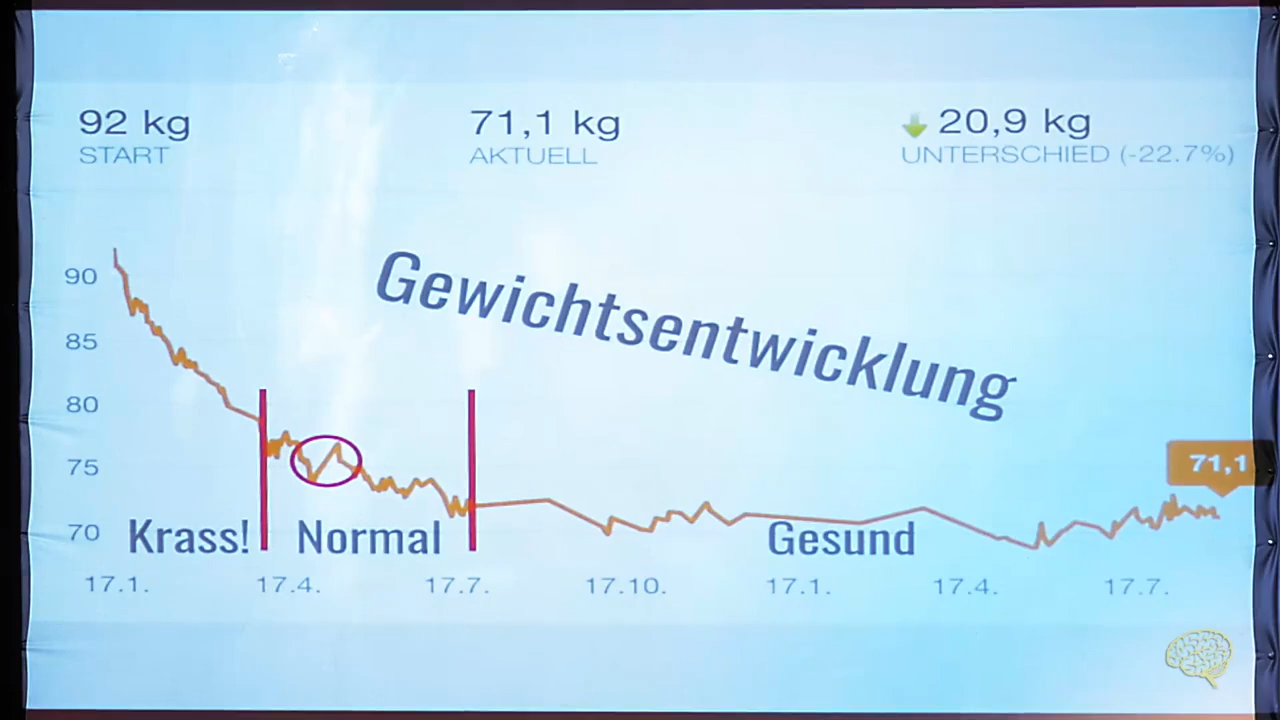 92 kg
START
71,1 kg
AKTUELL
20,9 kg
UNTERSCHIED (-22.7%)
Gewichtsentwicklung
90
85
80
75
70
71,1
Krass!
Normal
Gesund
17.1.
17.4.
17.7.
17.10.
17.1.
17.4.
17.7.